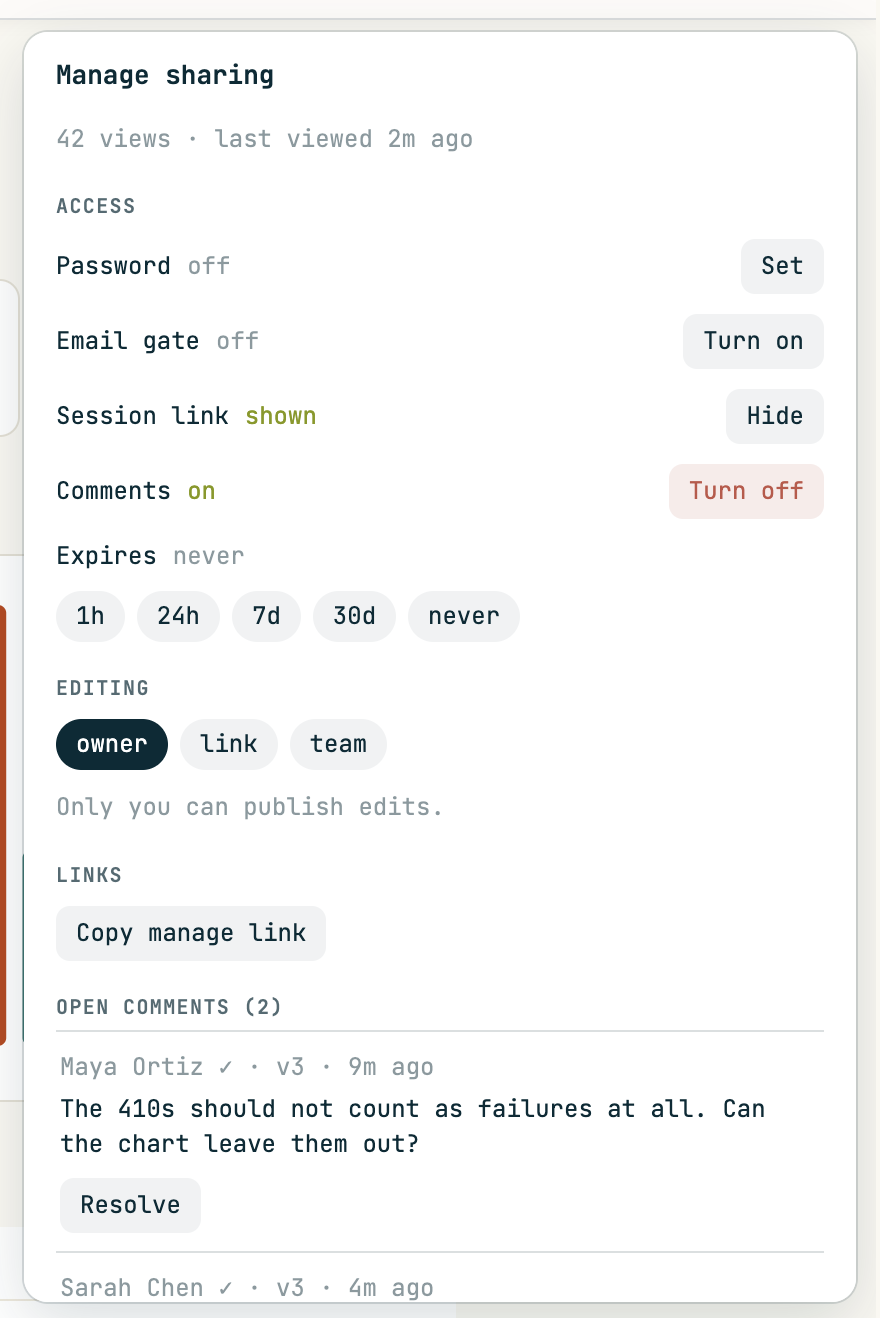 Manage sharing
42 views · last viewed 2m ago
ACCESS
Password off
Set
Email gate off
Turn on
Session link shown
Hide
Comments on
Turn off
Expires never
1h 24h 7d 30d never
EDITING
owner link team
Only you can publish edits.
LINKS
Copy manage link
OPEN COMMENTS (2)
Maya Ortiz ✓ · v3 · 9m ago
The 410s should not count as failures at all. Can
the chart leave them out?
Resolve
Sarah Chen ✓ · v3 · 4m ago